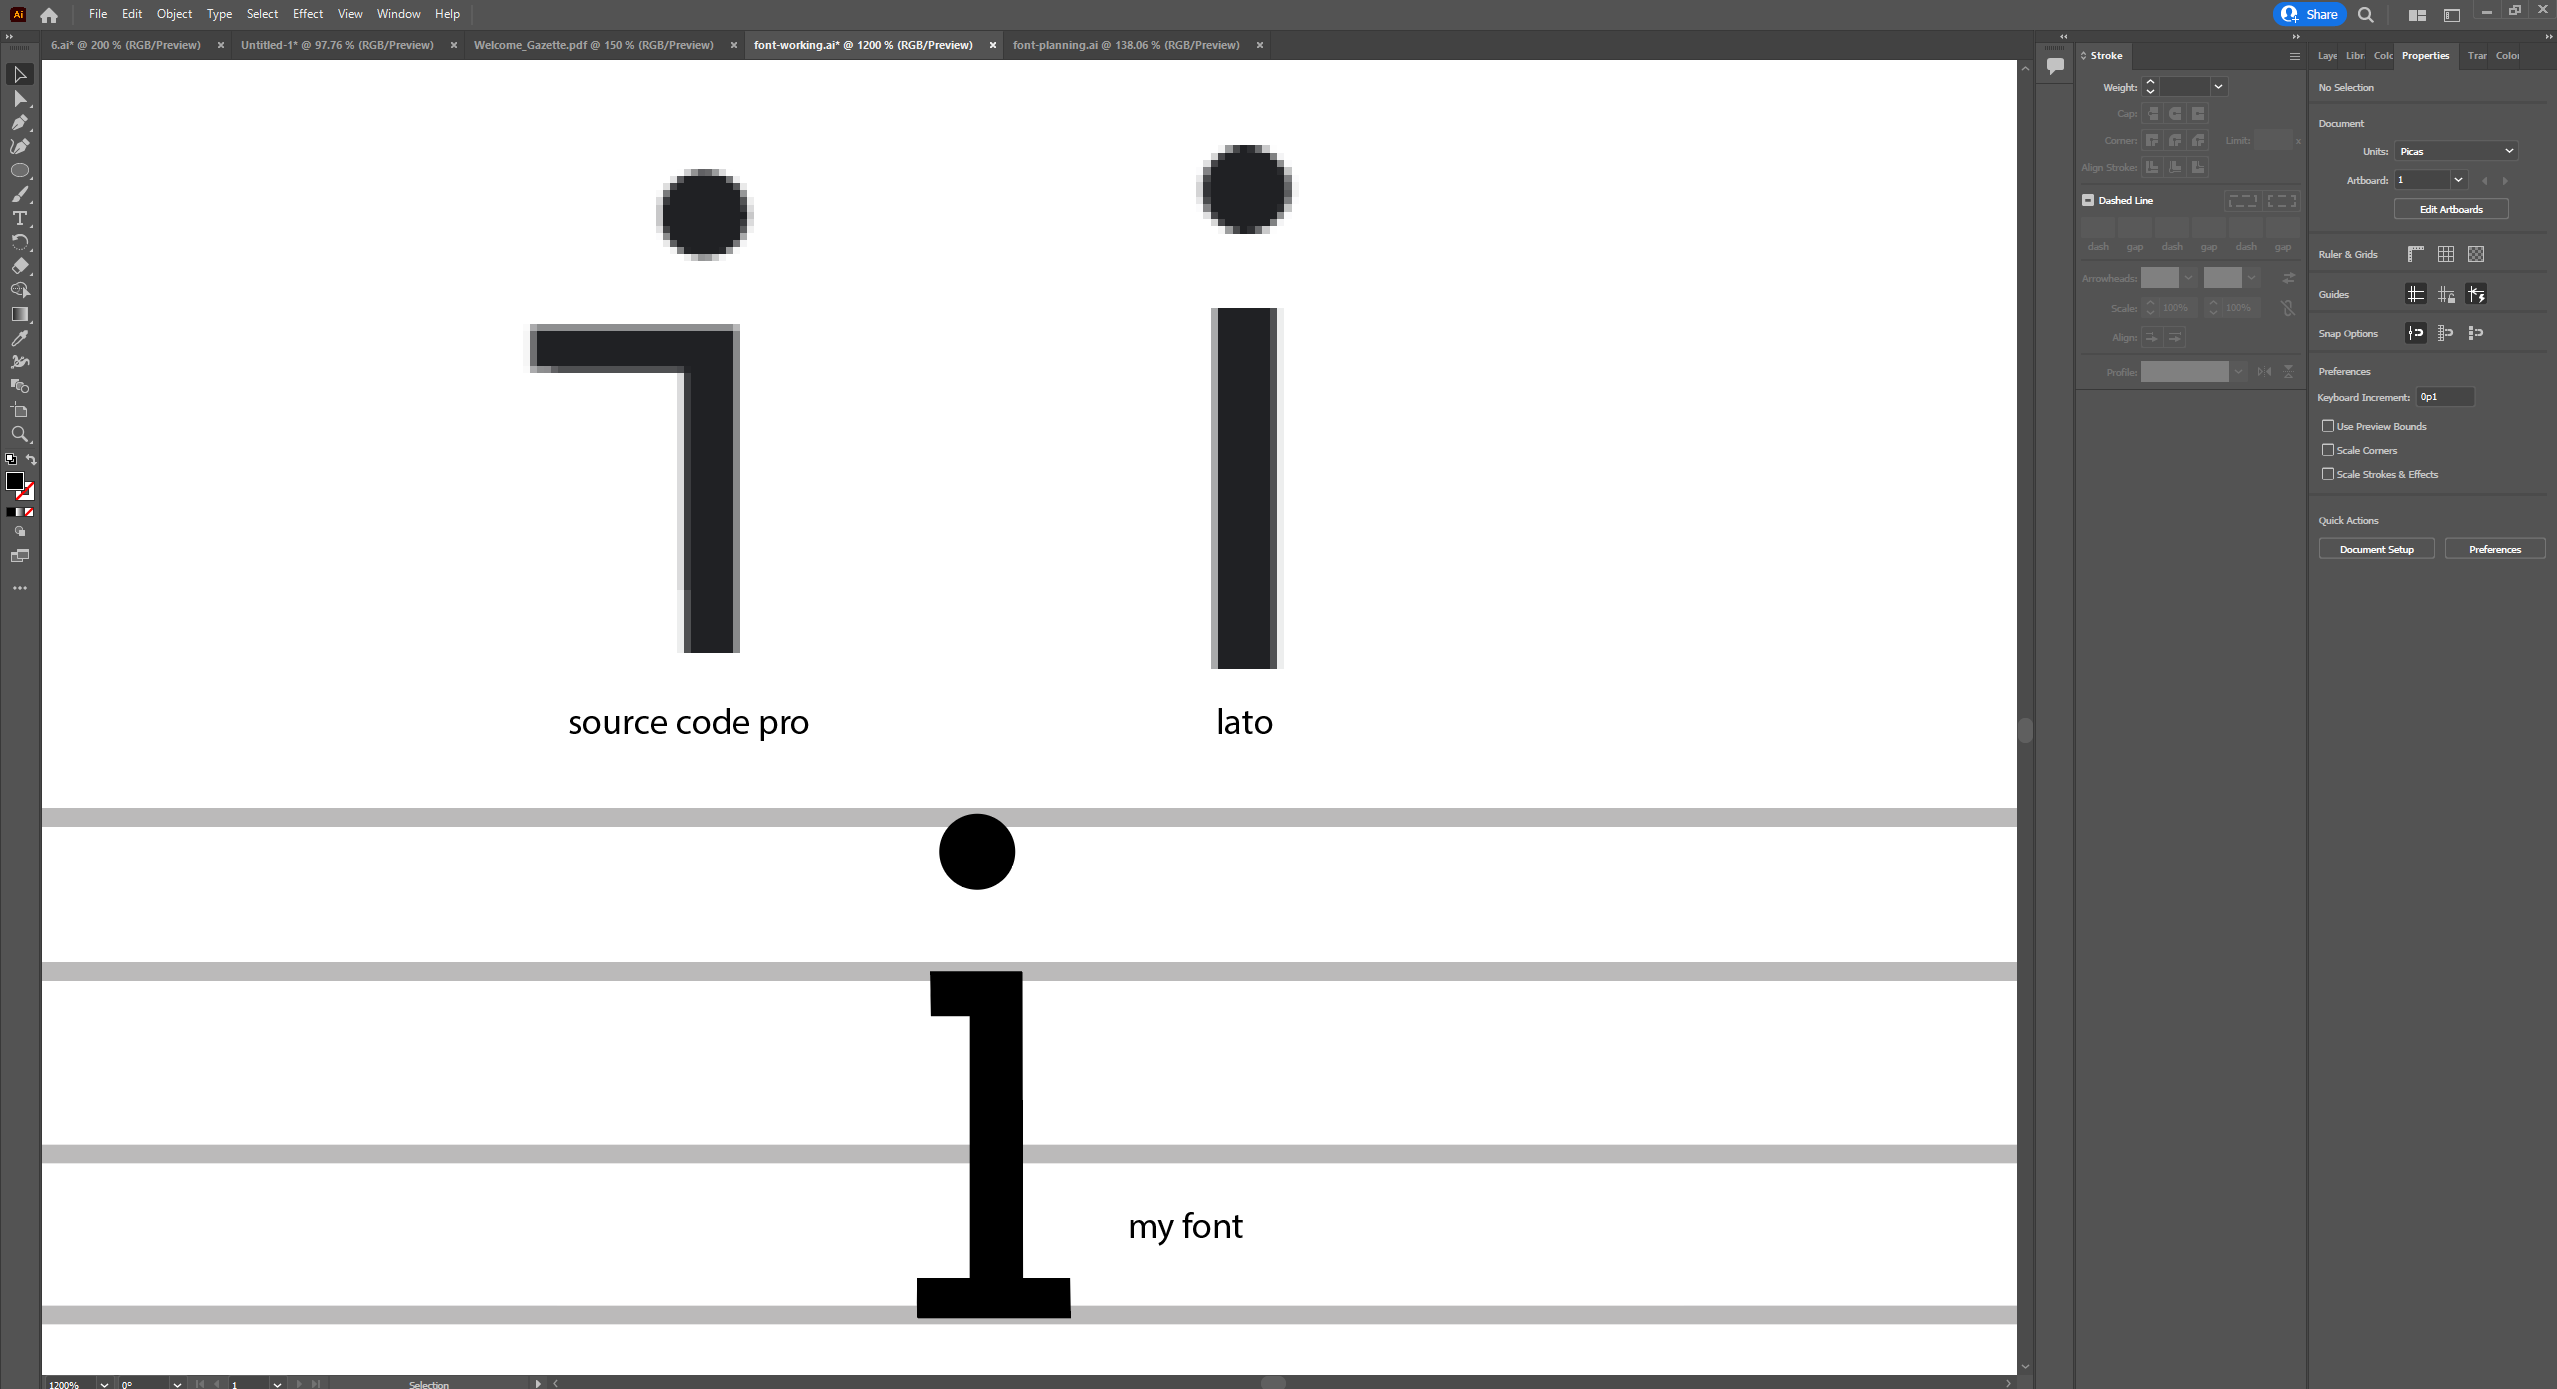 Ai File Edit Object Type Select Effect View Window Help Share
6.ai* @ 200 % (RGB/Preview) × Untitled-1* @ 97.76 % (RGB/Preview) × Welcome_Gazette.pdf @ 150 % (RGB/Preview) × font-working.ai* @ 1200 % (RGB/Preview) × font-planning.ai @ 138.06 % (RGB/Preview) ×
i i
source code pro
lato
i
my font
1200% 0° 1 Selection
Stroke
Weight:
Cap:
Corner: Limit: x
Align Stroke:
Dashed Line
dash gap dash gap dash gap
Arrowheads:
Scale: 100% 100%
Align:
Profile:
Laye Libr Colo Properties Tran Color
No Selection
Document
Units: Picas
Artboard: 1
Edit Artboards
Ruler & Grids
Guides
Snap Options
Preferences
Keyboard Increment: 0p1
Use Preview Bounds
Scale Corners
Scale Strokes & Effects
Quick Actions
Document Setup Preferences